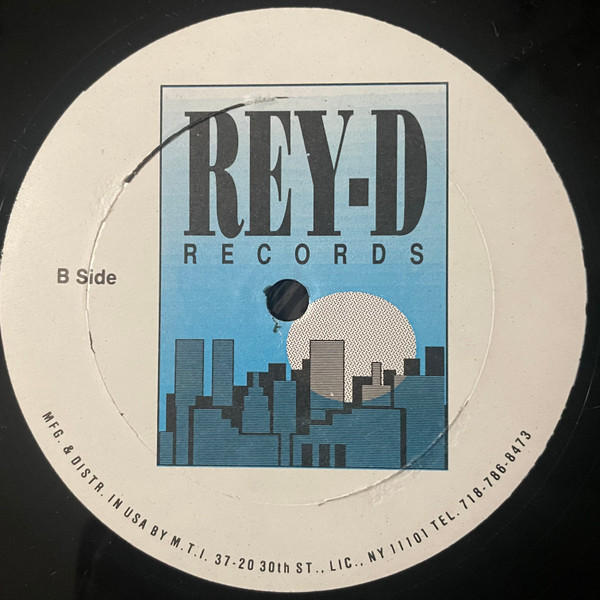 REY-D
RECORDS
B Side
MFG. & DISTR. IN USA BY M.T.I. 37-20 30th ST., LIC., NY 11101 TEL. 718-786-8473